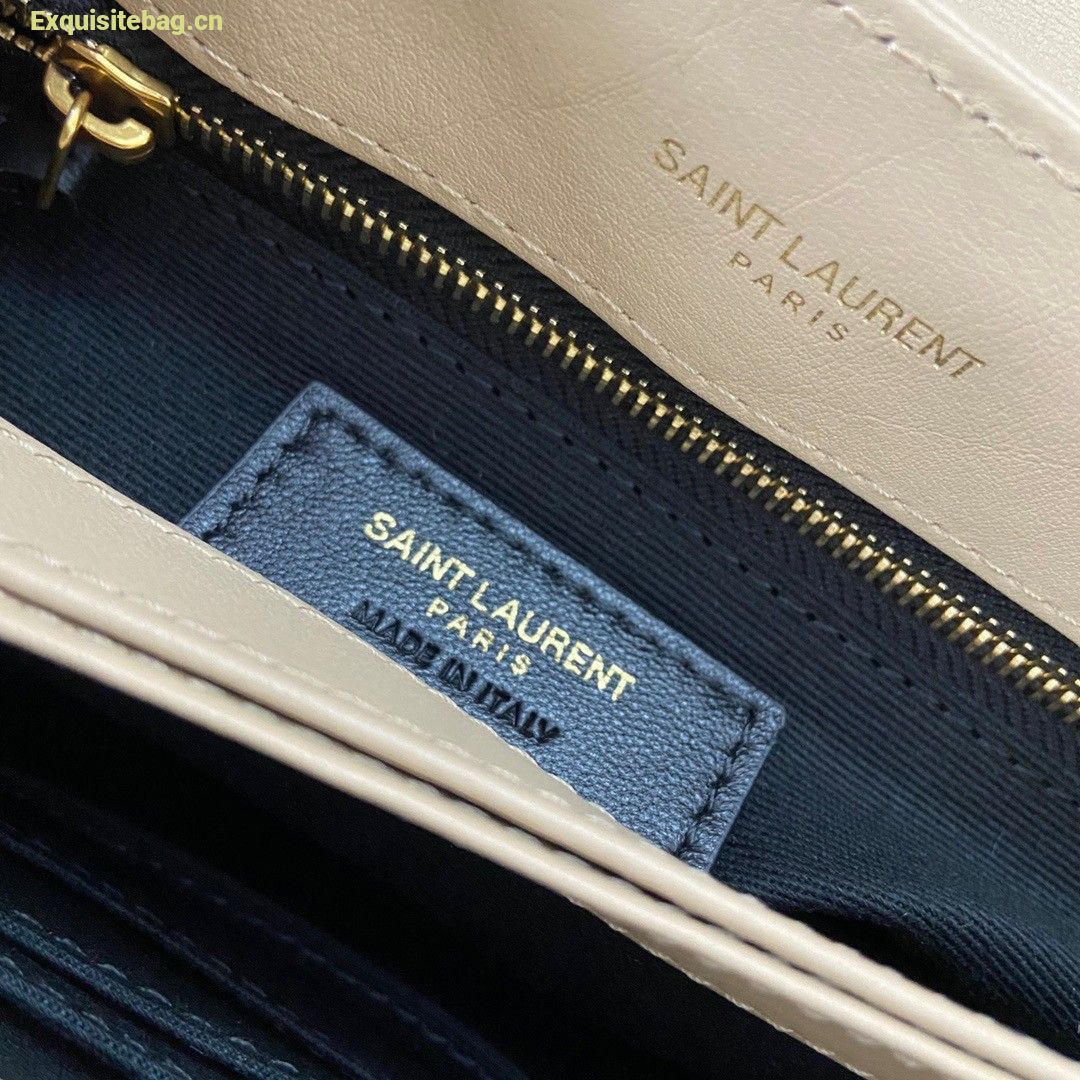 Exquisitebag.cn
SAINT LAURENT
PARIS
SAINT LAURENT
PARIS
MADE IN ITALY